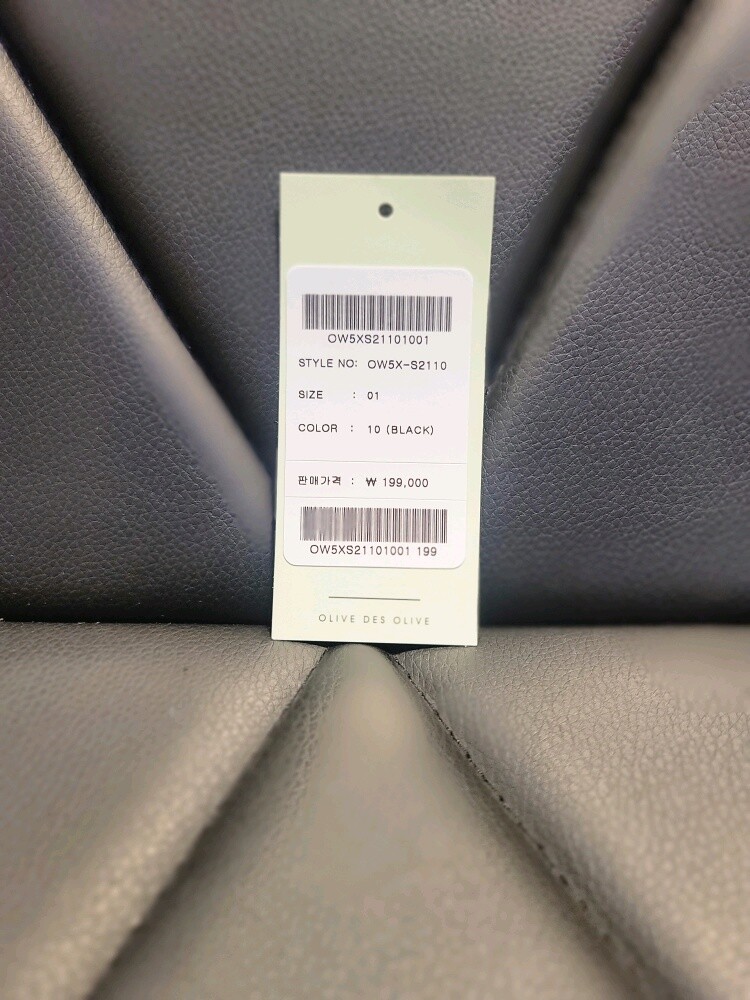 OW5XS21101001
STYLE NO: OW5X-S2110
SIZE : 01
COLOR : 10 (BLACK)
판매가격 : ₩ 199,000
OW5XS21101001 199
OLIVE DES OLIVE